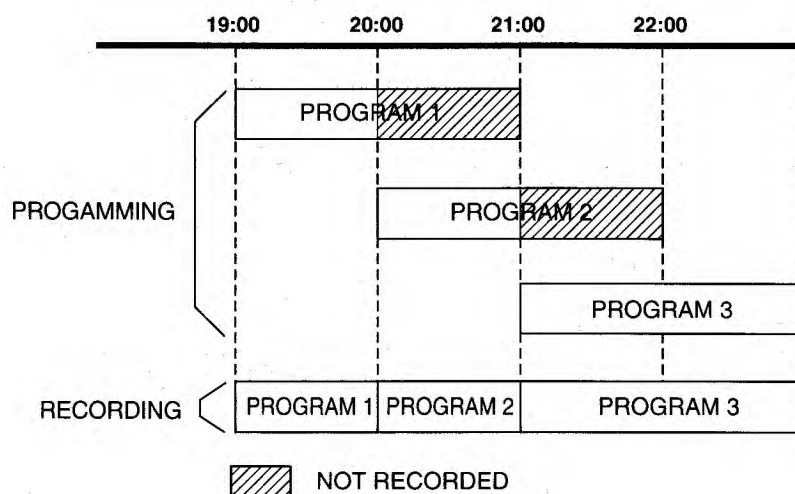 19:00 20:00 21:00 22:00
PROGRAM 1
PROGRAM 2
PROGAMMING
PROGRAM 3
RECORDING PROGRAM 1 PROGRAM 2 PROGRAM 3
NOT RECORDED